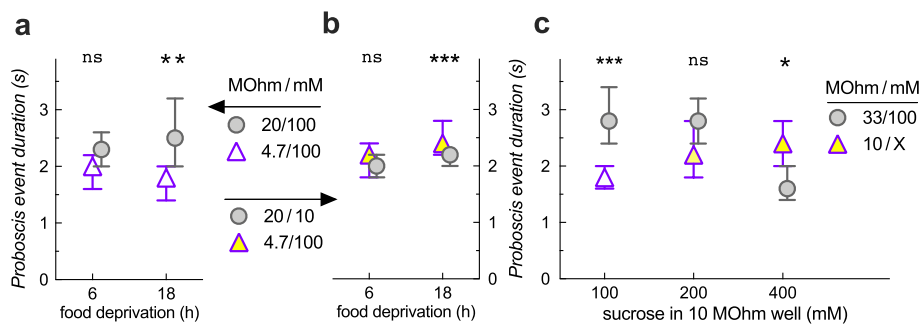 a
Proboscis event duration (s)
3
2
1
0
ns
**
6
18
food deprivation (h)
MOhm/mM
20/100
4.7/100
20/10
4.7/100
b
ns
***
3
2
1
0
6
18
food deprivation (h)
c
Proboscis event duration (s)
3
2
1
0
***
ns
*
100
200
400
sucrose in 10 MOhm well (mM)
MOhm/mM
33/100
10/X